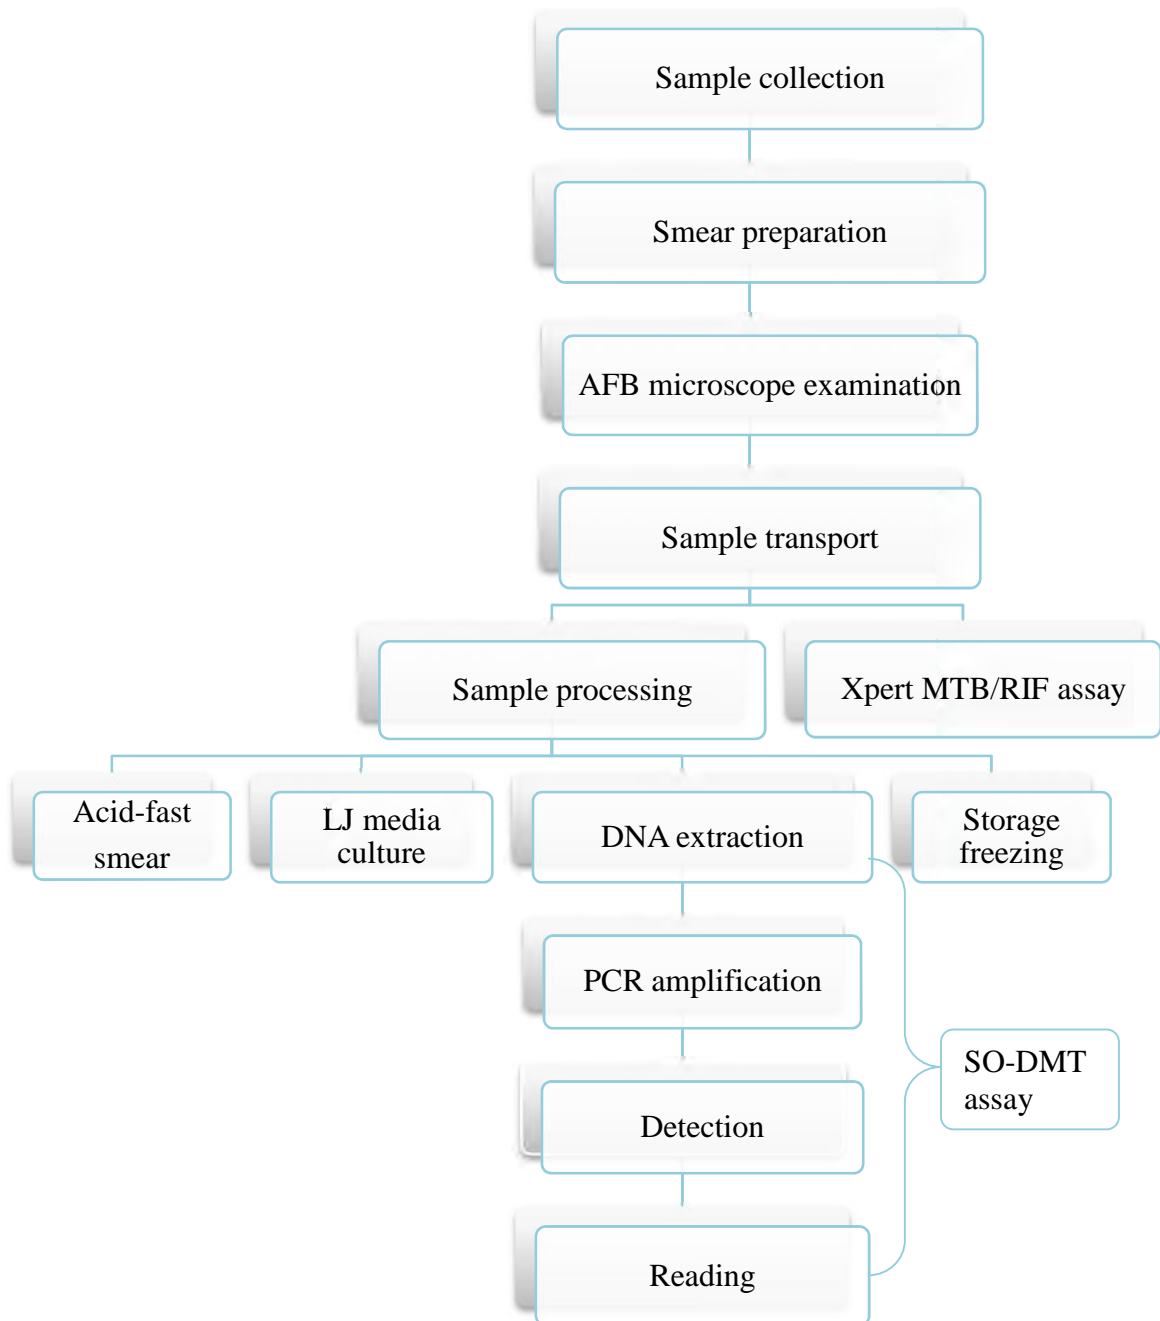 Sample collection
Smear preparation
AFB microscope examination
Sample transport
Sample processing
Xpert MTB/RIF assay
Acid-fast
smear
LJ media
culture
DNA extraction
Storage
freezing
PCR amplification
SO-DMT
assay
Detection
Reading